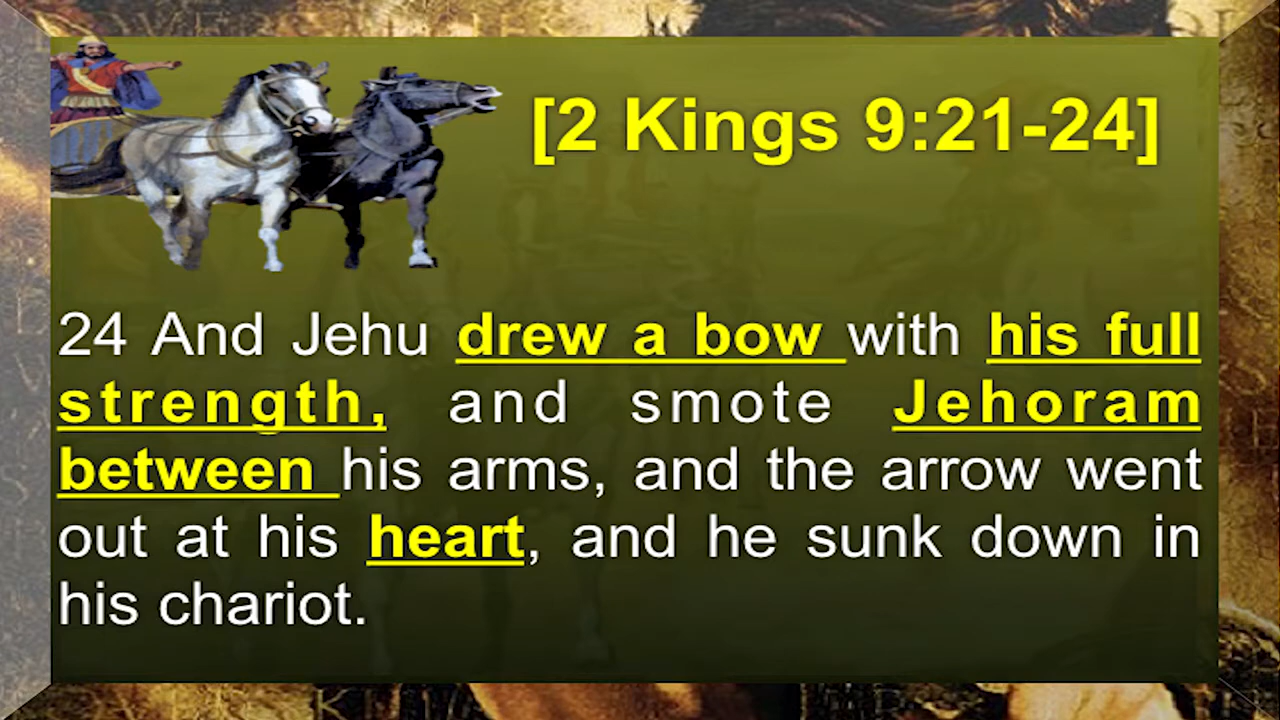 [2 Kings 9:21-24]
24 And Jehu drew a bow with his full
strength, and smote Jehoram
between his arms, and the arrow went
out at his heart, and he sunk down in
his chariot.